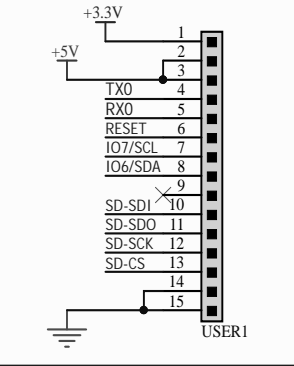 +3.3V
1
+5V
2
3
TX0 4
RX0 5
RESET 6
IO7/SCL 7
IO6/SDA 8
9
SD-SDI 10
SD-SDO 11
SD-SCK 12
SD-CS 13
14
15
USER1